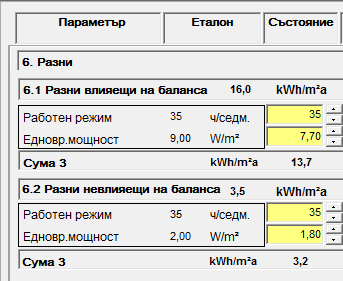 Параметър Еталон Състояние
6. Разни
6.1 Разни влияещи на баланса 16,0 kWh/m²a
Работен режим 35 ч/седм. 35
Едновр.мощност 9,00 W/m² 7,70
Сума 3 kWh/m²a 13,7
6.2 Разни невлияещи на баланса 3,5 kWh/m²a
Работен режим 35 ч/седм. 35
Едновр.мощност 2,00 W/m² 1,80
Сума 3 kWh/m²a 3,2